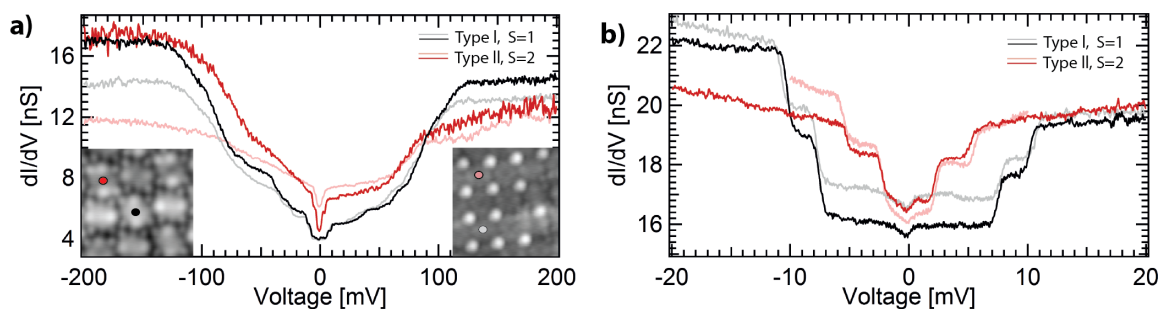 a)
dI/dV [nS]
16
12
8
4
Type I, S=1
Type II, S=2
-200
-100
0
100
200
Voltage [mV]
b)
dI/dV [nS]
22
20
18
16
Type I, S=1
Type II, S=2
-20
-10
0
10
20
Voltage [mV]